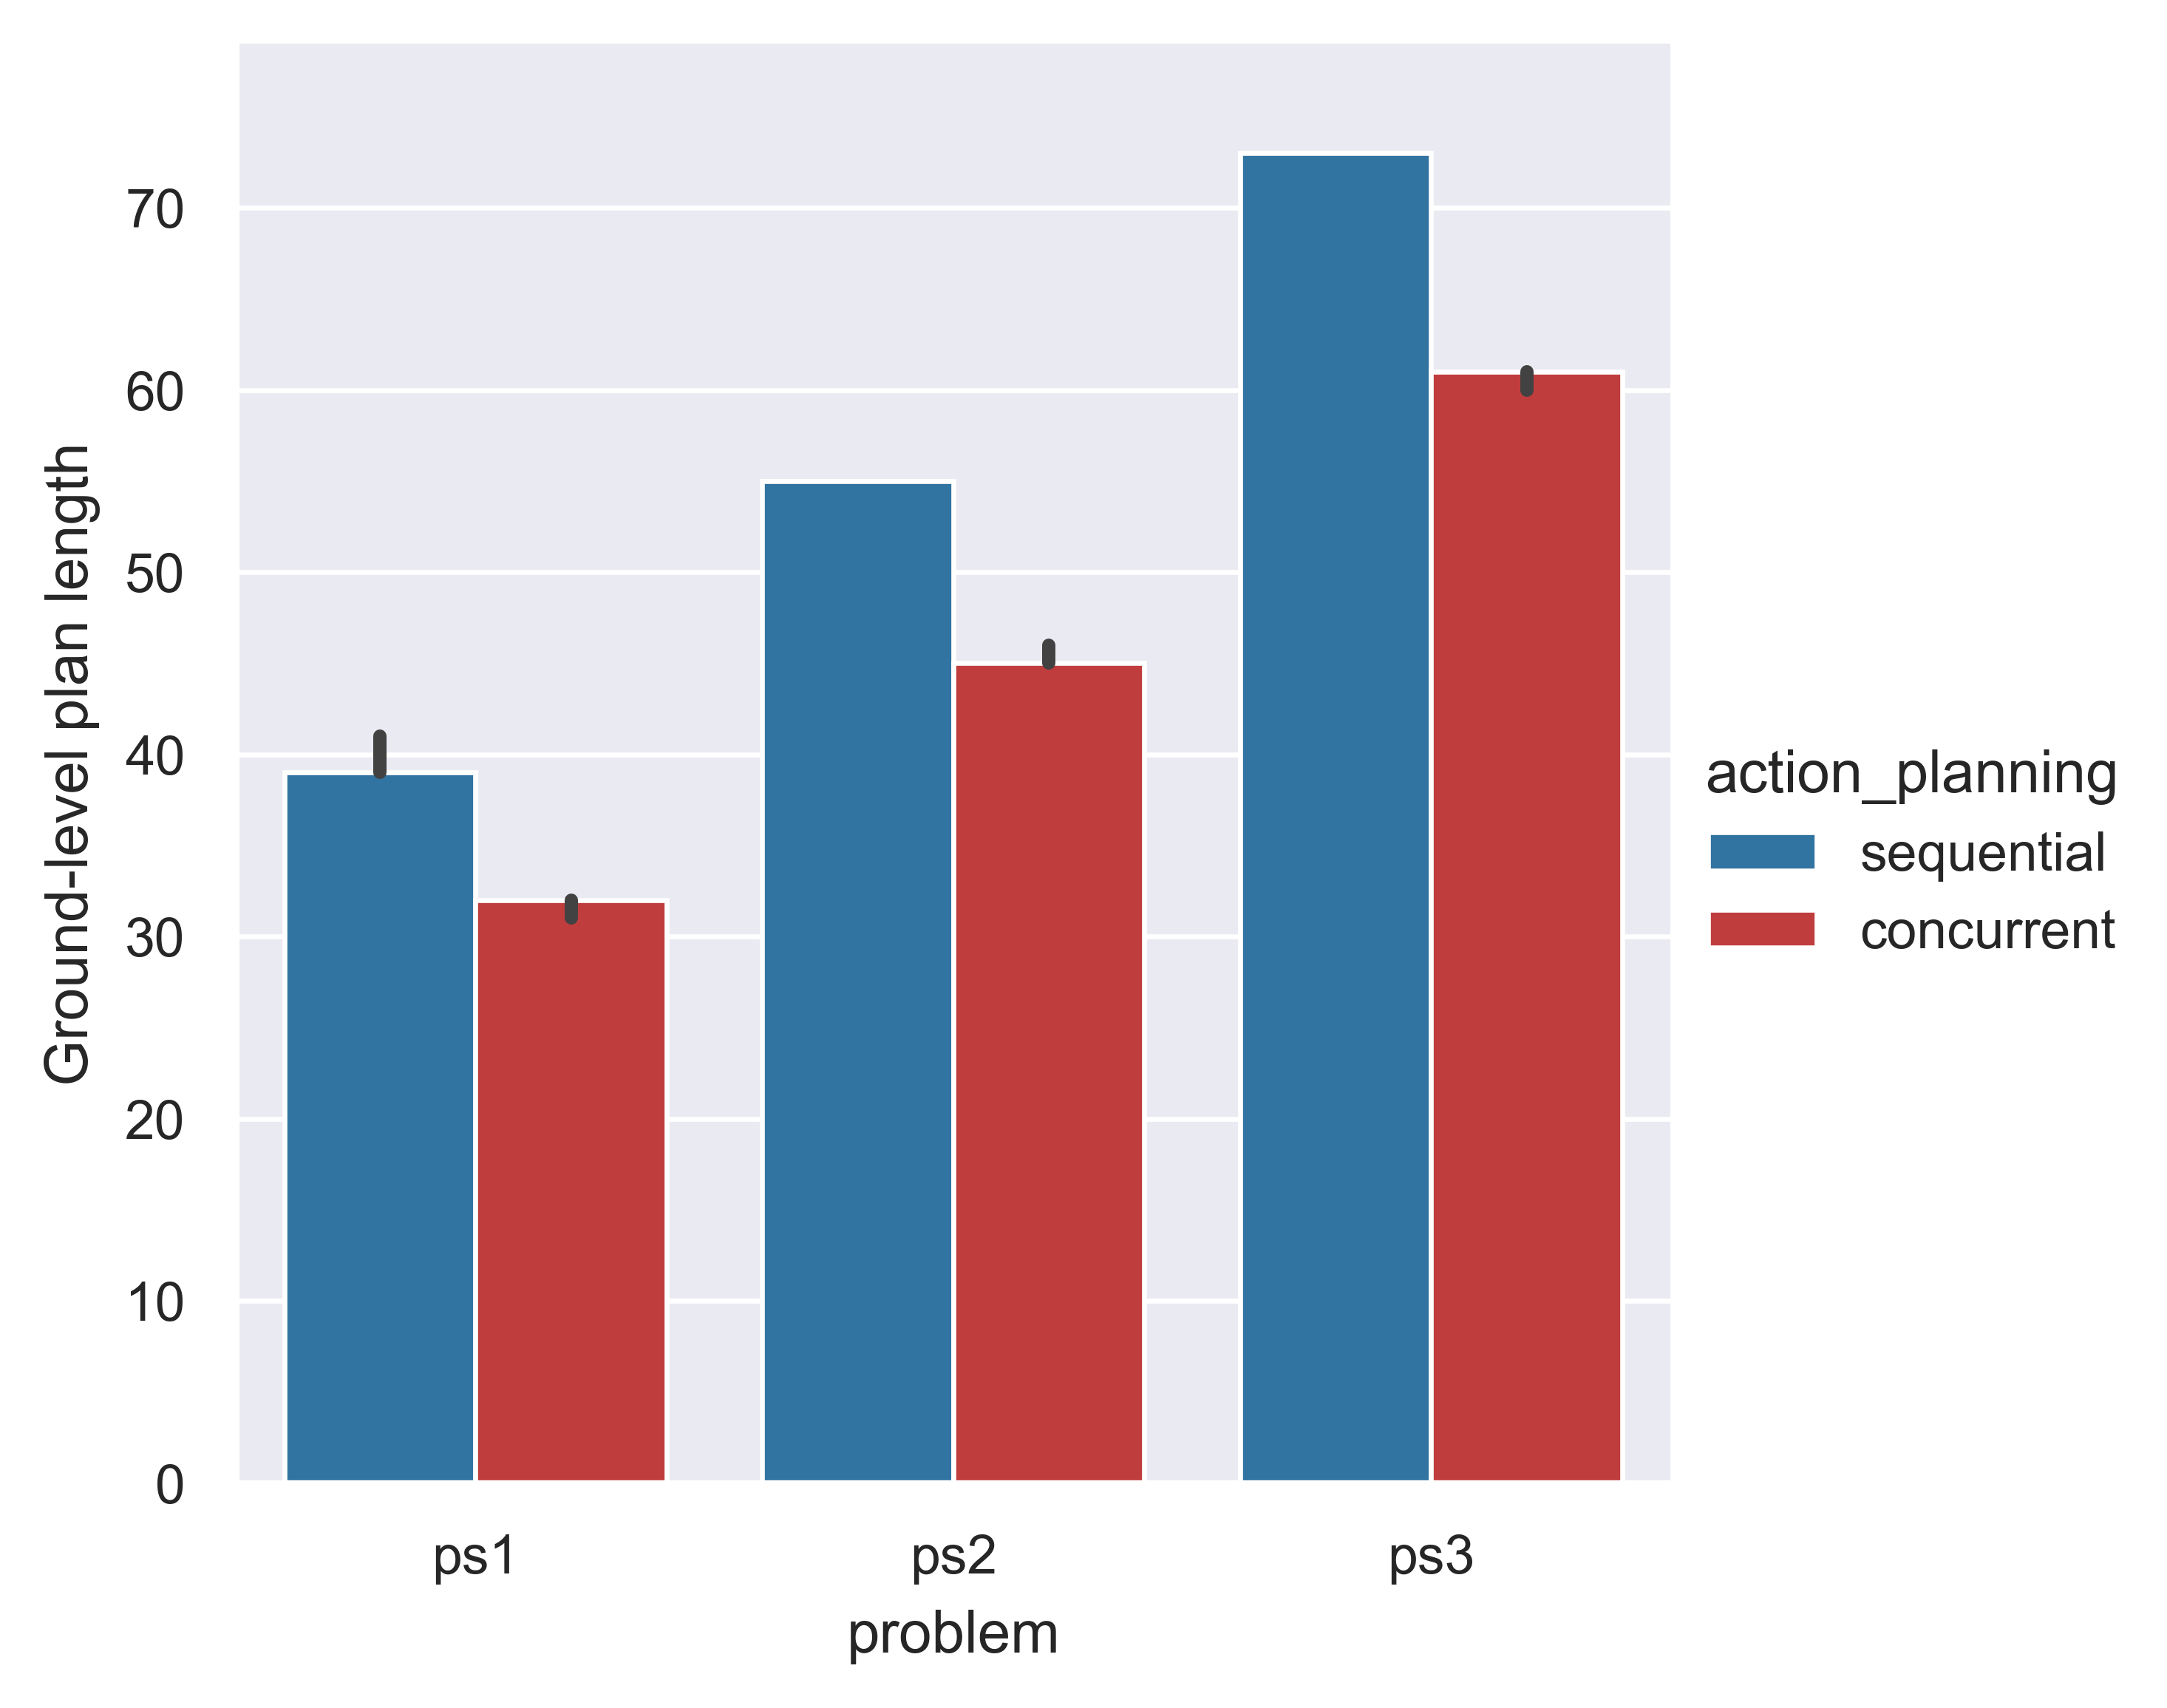 Ground-level plan length
70
60
50
40
30
20
10
0
ps1 ps2 ps3
problem
action_planning
sequential
concurrent